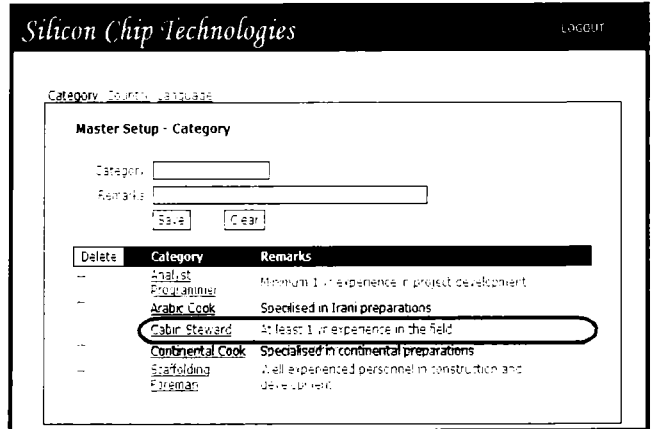 Silicon Chip Technologies
LOGOUT
Category Country Language
Master Setup - Category
Category
Remarks
Save Clear
Delete Category Remarks
Analyst Minimum 1 yr experience in project development
Programmer
Arabic Cook Specilised in Irani preparations
Cabin Steward At least 1 yr experience in the field
Continental Cook Specialised in continental preparations
Scaffolding Well experienced personnel in construction and
Foreman development